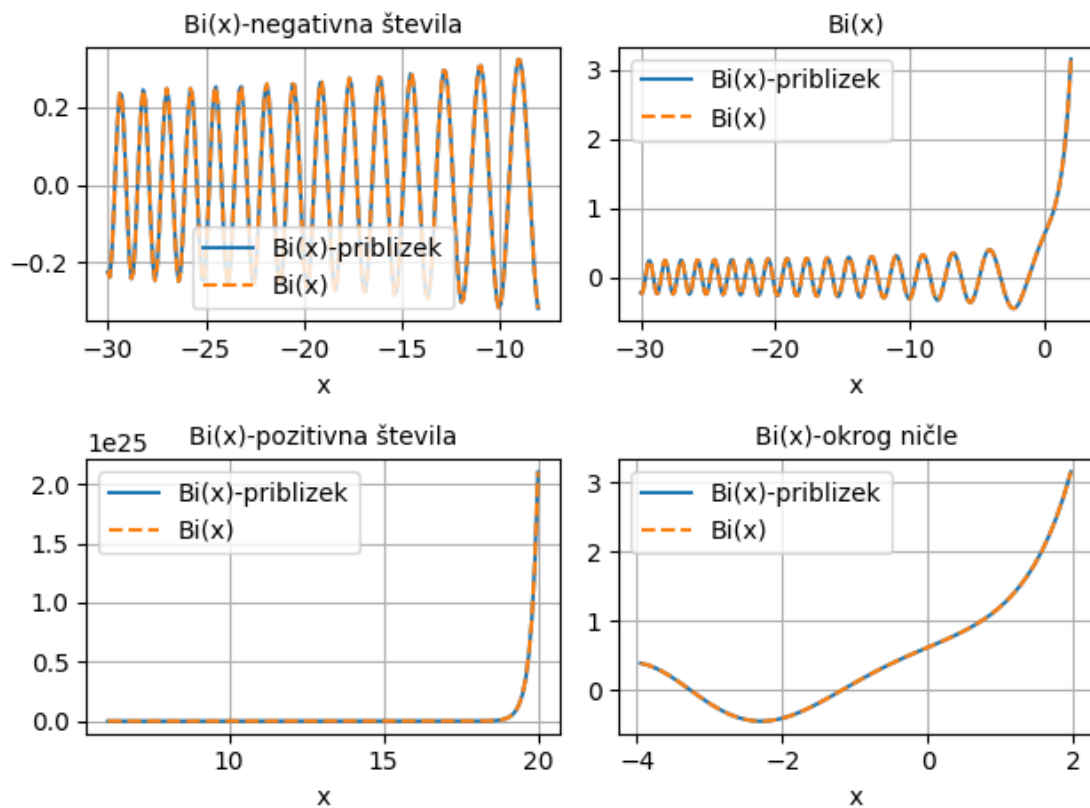 Bi(x)-negativna števila
0.2
0.0
−0.2
Bi(x)-priblizek
Bi(x)
−30
−25
−20
−15
−10
x
Bi(x)
3
2
1
0
Bi(x)-priblizek
Bi(x)
−30
−20
−10
0
x
Bi(x)-pozitivna števila
1e25
2.0
1.5
1.0
0.5
0.0
Bi(x)-priblizek
Bi(x)
10
15
20
x
Bi(x)-okrog ničle
3
2
1
0
Bi(x)-priblizek
Bi(x)
−4
−2
0
2
x